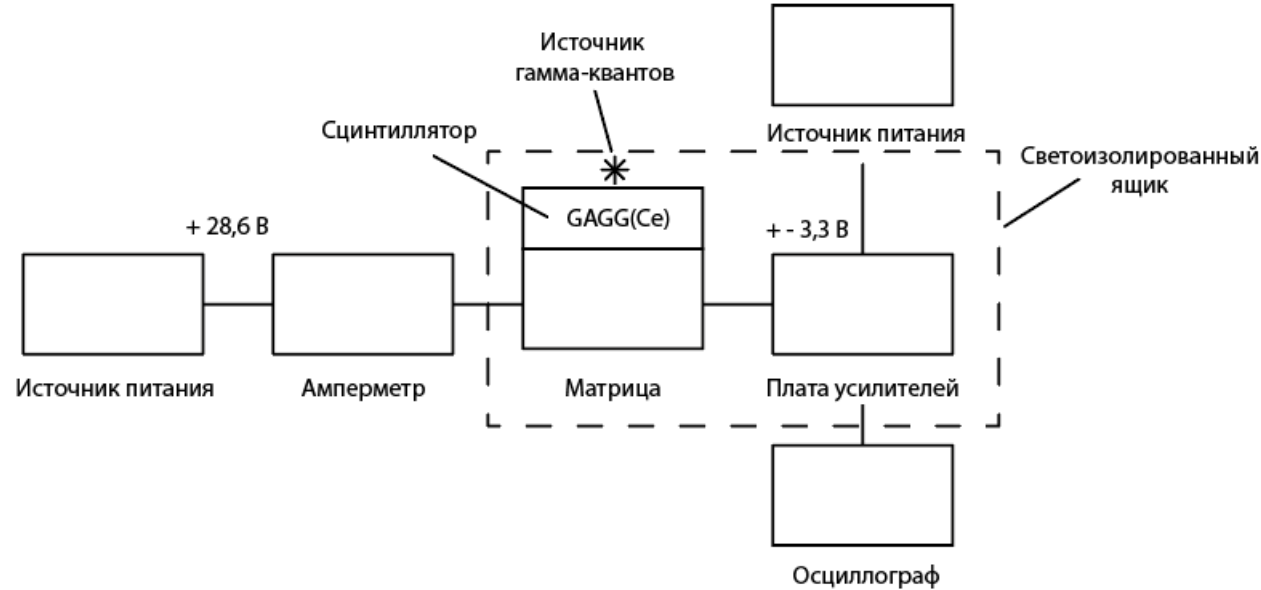 Источник
гамма-квантов
Сцинтиллятор
Источник питания
Светоизолированный
ящик
GAGG(Ce)
+ 28,6 В
+ - 3,3 В
Источник питания
Амперметр
Матрица
Плата усилителей
Осциллограф